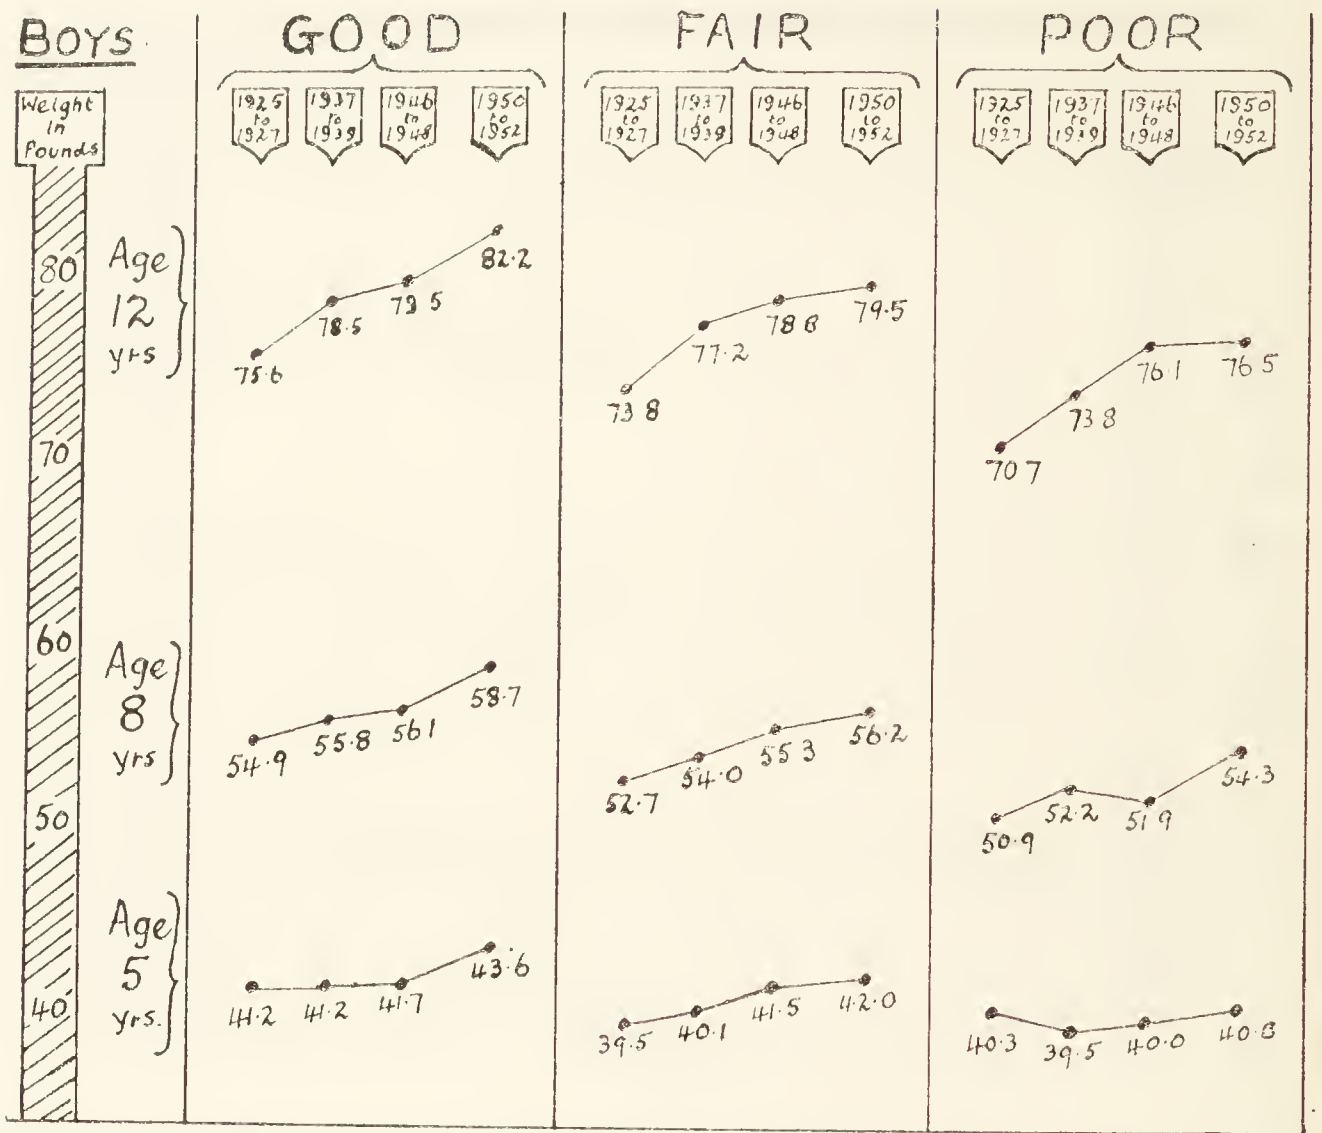 BOYS
GOOD
FAIR
POOR
Weight
in
Pounds
1925
to
1927
1937
to
1939
1946
to
1948
1950
to
1952
1925
to
1927
1937
to
1939
1946
to
1948
1950
to
1952
1925
to
1927
1937
to
1939
1946
to
1948
1950
to
1952
80
Age
12
yrs
75.6
78.5
79 5
82.2
73 8
77.2
78 8
79.5
70 7
73 8
76.1
76 5
70
60
Age
8
yrs
54.9
55.8
56 1
58.7
52.7
54.0
55 3
56.2
50.9
52.2
51 9
54.3
50
Age
5
yrs.
41.2
41.2
41.7
43.6
39.5
40.1
41.5
42.0
40.3
39.5
40.0
40.8
40